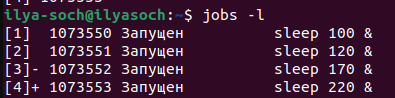 ilya-soch@ilyasoch:~$ jobs -l
[1]  1073550 Запущен              sleep 100 &
[2]  1073551 Запущен              sleep 120 &
[3]- 1073552 Запущен              sleep 170 &
[4]+ 1073553 Запущен              sleep 220 &